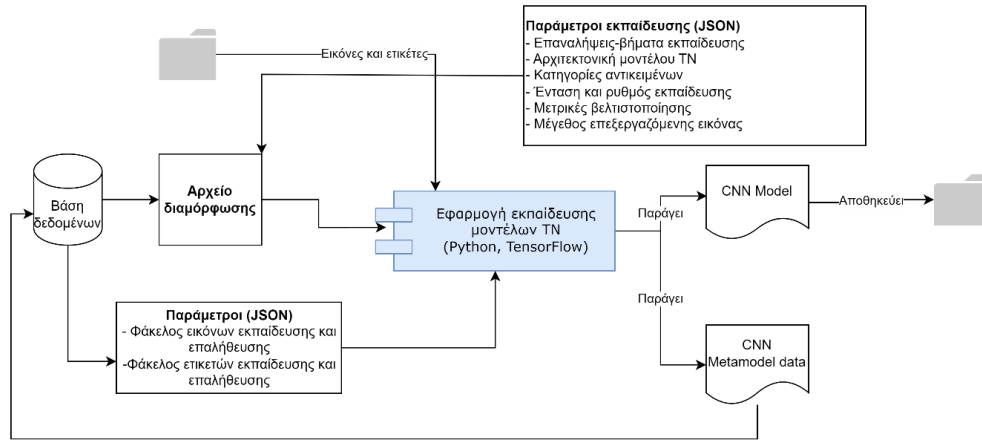 Παράμετροι εκπαίδευσης (JSON)
- Επαναλήψεις-βήματα εκπαίδευσης
- Αρχιτεκτονική μοντέλου ΤΝ
- Κατηγορίες αντικειμένων
- Ένταση και ρυθμός εκπαίδευσης
- Μετρικές βελτιστοποίησης
- Μέγεθος επεξεργαζόμενης εικόνας
Εικόνες και ετικέτες
Βάση
δεδομένων
Αρχείο
διαμόρφωσης
Εφαρμογή εκπαίδευσης
μοντέλων ΤΝ
(Python, TensorFlow)
Παράγει
CNN Model
Αποθηκεύει
Παράγει
CNN
Metamodel data
Παράμετροι (JSON)
- Φάκελος εικόνων εκπαίδευσης και
επαλήθευσης
-Φάκελος ετικετών εκπαίδευσης και
επαλήθευσης